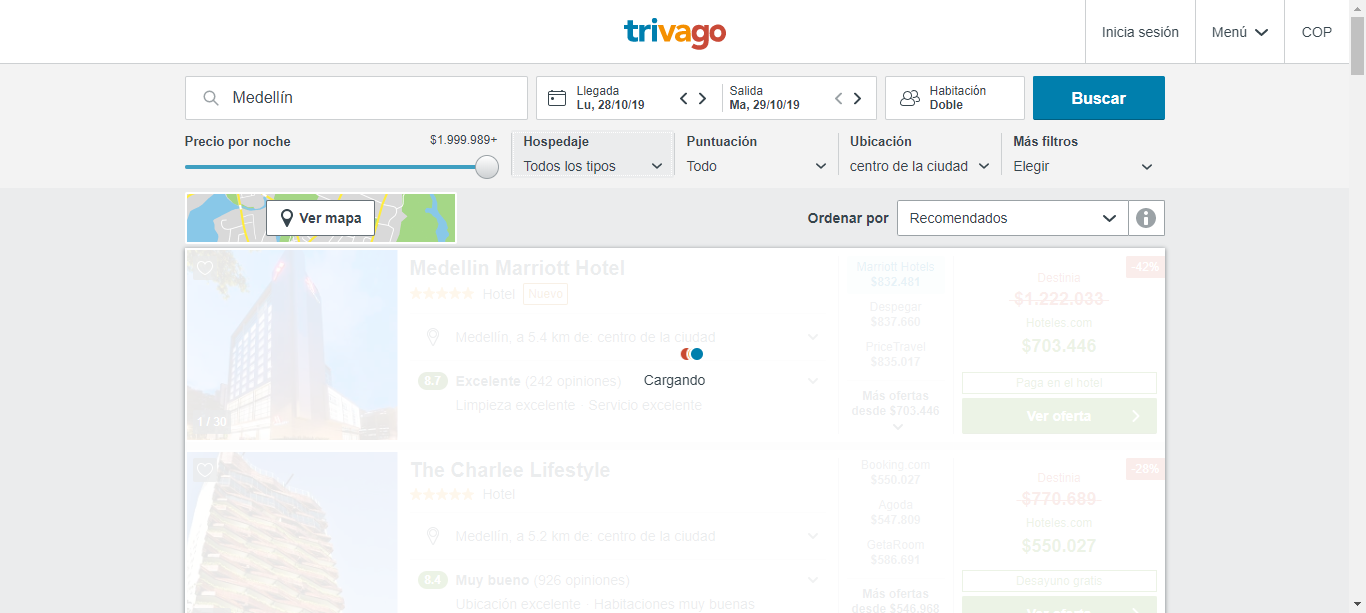 trivago
Inicia sesión
Menú
COP
Medellín
Llegada
Lu, 28/10/19
Salida
Ma, 29/10/19
Habitación
Doble
Buscar
Precio por noche
$1.999.989+
Hospedaje
Todos los tipos
Puntuación
Todo
Ubicación
centro de la ciudad
Más filtros
Elegir
Ver mapa
Ordenar por
Recomendados
Medellin Marriott Hotel
Hotel
Nuevo
Medellín, a 5.4 km de: centro de la ciudad
8.7 Excelente (242 opiniones)
Limpieza excelente · Servicio excelente
1 / 30
Marriott Hotels
$832.481
Despegar
$837.660
PriceTravel
$835.017
Más ofertas
desde $703.446
-42%
Destinia
$1.222.033
Hoteles.com
$703.446
Paga en el hotel
Ver oferta
Cargando
The Charlee Lifestyle
Hotel
Medellín, a 5.2 km de: centro de la ciudad
8.4 Muy bueno (926 opiniones)
Ubicación excelente · Habitaciones muy buenas
Booking.com
$550.027
Agoda
$547.809
GetaRoom
$586.691
Más ofertas
desde $546.968
-28%
Destinia
$770.689
Hoteles.com
$550.027
Desayuno gratis
Ver oferta